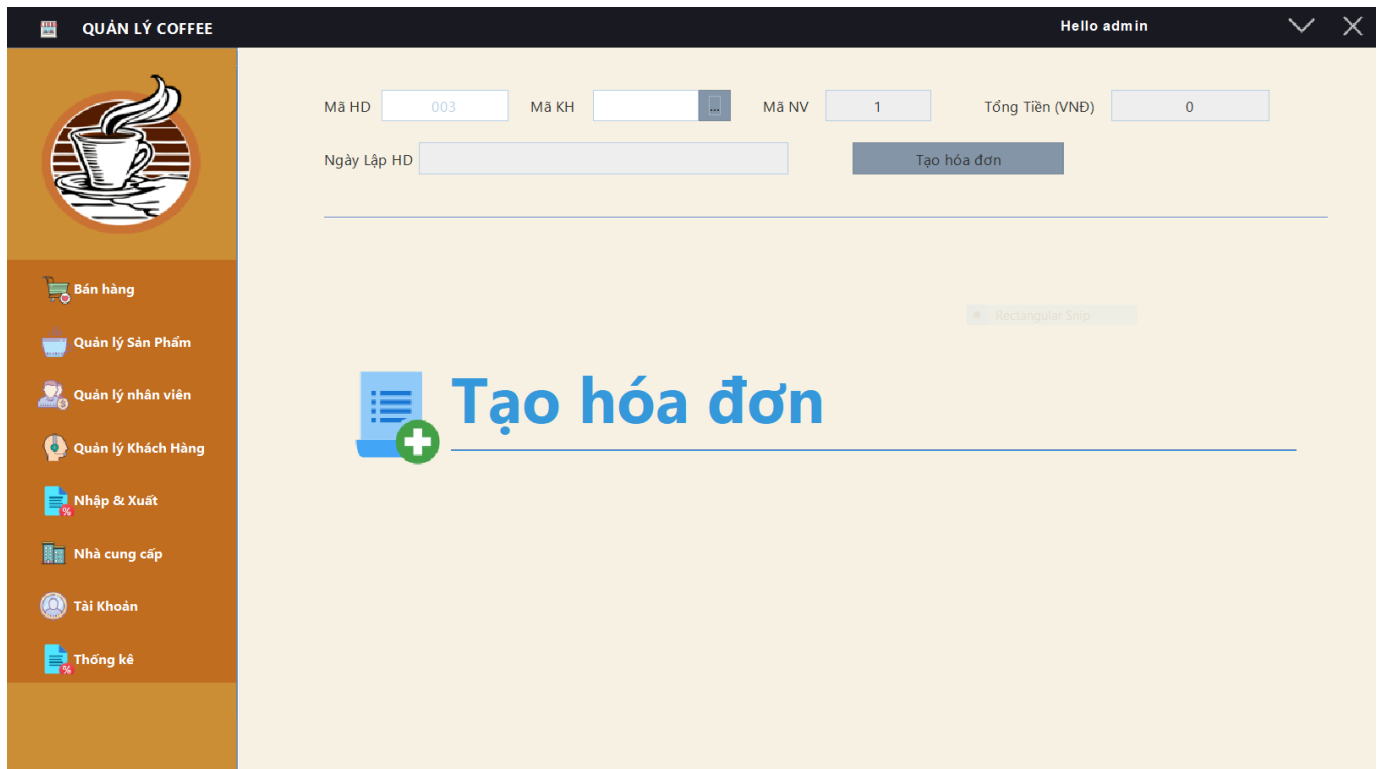 QUẢN LÝ COFFEE
Hello admin
Mã HD 003 Mã KH ... Mã NV 1 Tổng Tiền (VNĐ) 0
Ngày Lập HD Tạo hóa đơn
Rectangular Snip
Tạo hóa đơn
Bán hàng
Quản lý Sản Phẩm
Quản lý nhân viên
Quản lý Khách Hàng
Nhập & Xuất
Nhà cung cấp
Tài Khoản
Thống kê